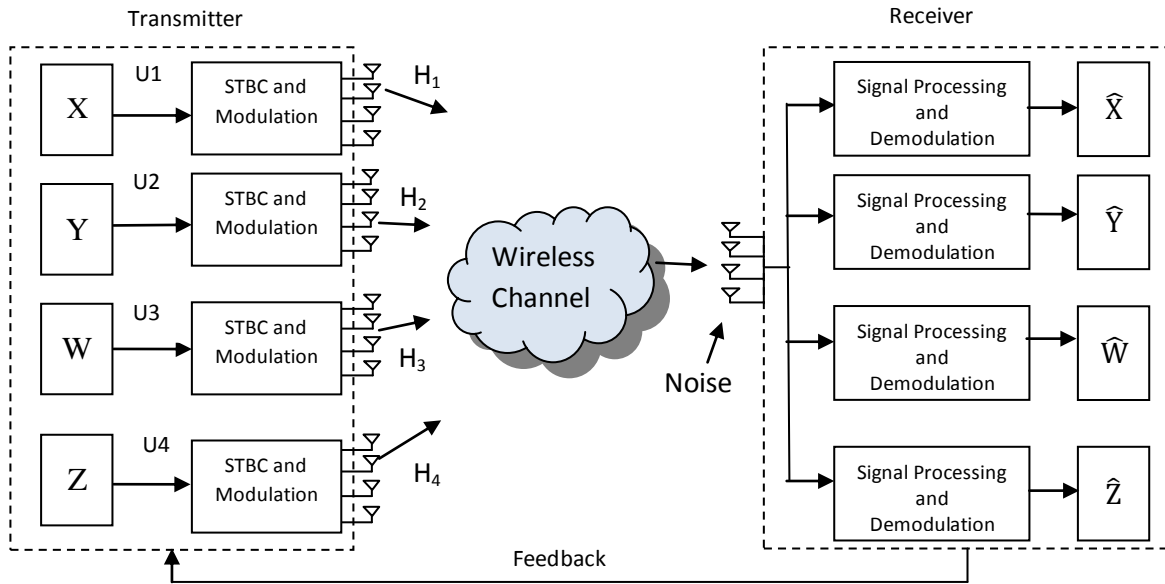 Transmitter
Receiver
X
U1
STBC and
Modulation
H₁
Y
U2
STBC and
Modulation
H₂
W
U3
STBC and
Modulation
H₃
Z
U4
STBC and
Modulation
H₄
Wireless
Channel
Noise
Signal Processing
and
Demodulation
X̂
Signal Processing
and
Demodulation
Ŷ
Signal Processing
and
Demodulation
Ŵ
Signal Processing
and
Demodulation
Ẑ
Feedback